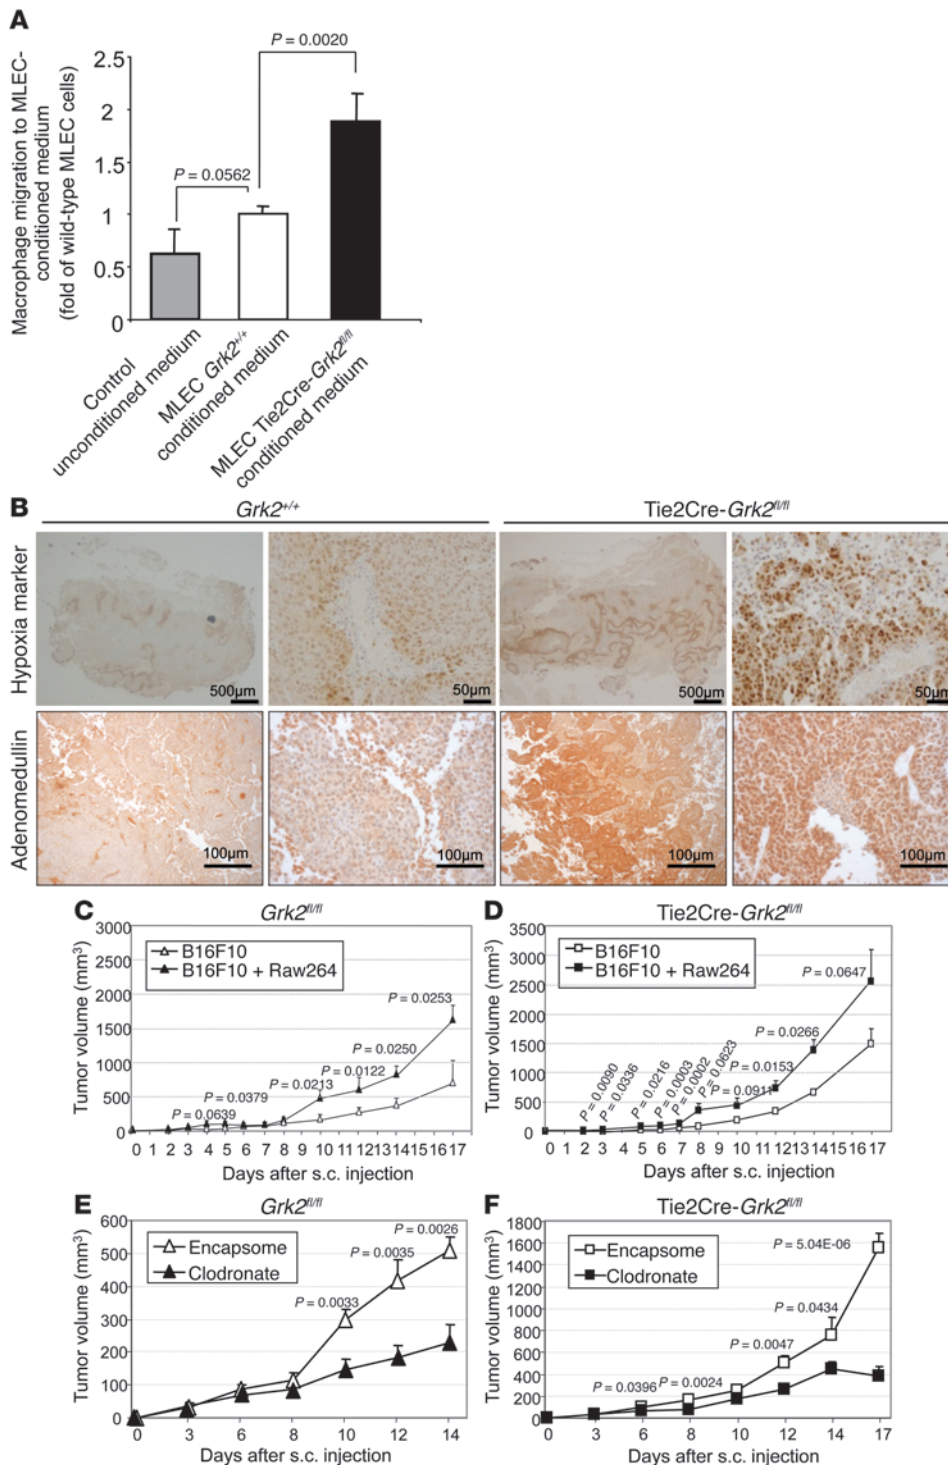 A
Macrophage migration to MLEC-
conditioned medium
(fold of wild-type MLEC cells)
2.5
2
1.5
1
0.5
0
P = 0.0020
P = 0.0562
Control
unconditioned medium
MLEC Grk2+/+
conditioned medium
MLEC Tie2Cre-Grk2fl/fl
conditioned medium
B
Grk2+/+
Tie2Cre-Grk2fl/fl
Hypoxia marker
500µm
50µm
500µm
50µm
Adenomedullin
100µm
100µm
100µm
100µm
C
Grk2fl/fl
Tumor volume (mm3)
3000
2500
2000
1500
1000
500
0
B16F10
B16F10 + Raw264
P = 0.0253
P = 0.0250
P = 0.0122
P = 0.0213
P = 0.0379
P = 0.0639
0 1 2 3 4 5 6 7 8 9 10 11 12 13 14 15 16 17
Days after s.c. injection
D
Tie2Cre-Grk2fl/fl
Tumor volume (mm3)
3500
3000
2500
2000
1500
1000
500
0
B16F10
B16F10 + Raw264
P = 0.0647
P = 0.0266
P = 0.0153
P = 0.0911
P = 0.0090
P = 0.0336
P = 0.0216
P = 0.0003
P = 0.0002
P = 0.0623
0 1 2 3 4 5 6 7 8 9 10 11 12 13 14 15 16 17
Days after s.c. injection
E
Grk2fl/fl
Tumor volume (mm3)
600
500
400
300
200
100
0
Encapsome
Clodronate
P = 0.0026
P = 0.0035
P = 0.0033
0 3 6 8 10 12 14
Days after s.c. injection
F
Tie2Cre-Grk2fl/fl
Tumor volume (mm3)
1800
1600
1400
1200
1000
800
600
400
200
0
Encapsome
Clodronate
P = 5.04E-06
P = 0.0434
P = 0.0047
P = 0.0024
P = 0.0396
0 3 6 8 10 12 14 17
Days after s.c. injection